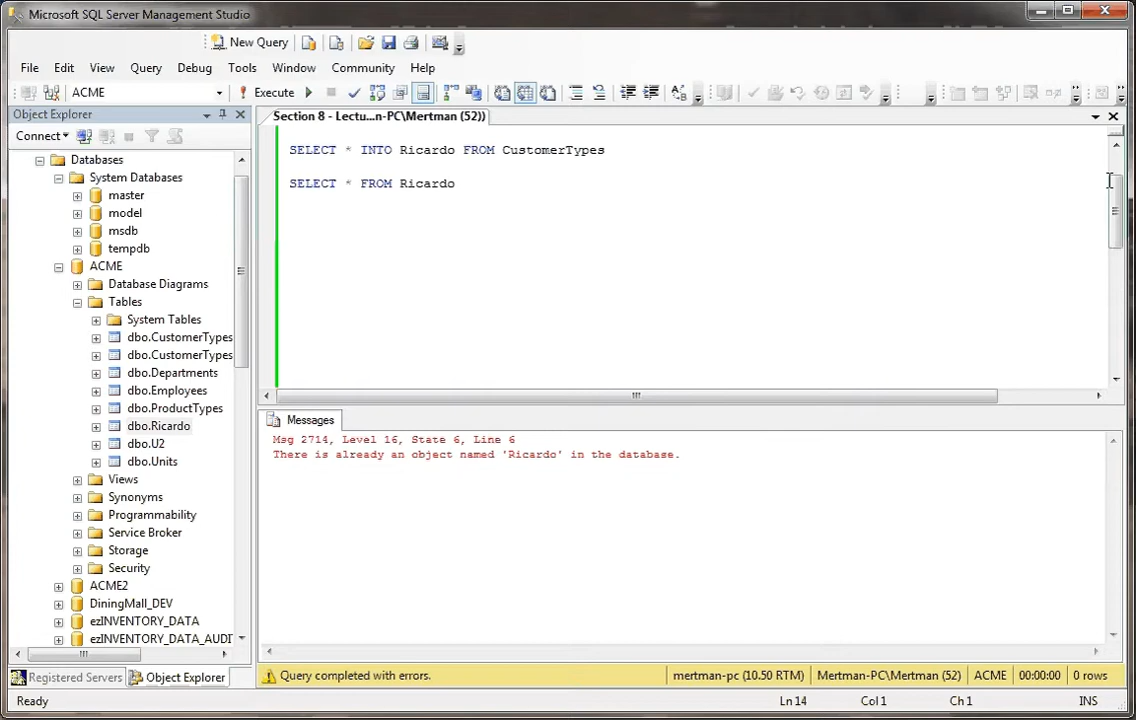 Microsoft SQL Server Management Studio
New Query
File Edit View Query Debug Tools Window Community Help
ACME Execute
Object Explorer
Section 8 - Lectu...n-PC\Mertman (52))
Connect
Databases
System Databases
master
model
msdb
tempdb
ACME
Database Diagrams
Tables
System Tables
dbo.CustomerTypes
dbo.CustomerTypes
dbo.Departments
dbo.Employees
dbo.ProductTypes
dbo.Ricardo
dbo.U2
dbo.Units
Views
Synonyms
Programmability
Service Broker
Storage
Security
ACME2
DiningMall_DEV
ezINVENTORY_DATA
ezINVENTORY_DATA_AUDIT
SELECT * INTO Ricardo FROM CustomerTypes
SELECT * FROM Ricardo
Messages
Msg 2714, Level 16, State 6, Line 6
There is already an object named 'Ricardo' in the database.
Registered Servers Object Explorer
Query completed with errors. mertman-pc (10.50 RTM) Mertman-PC\Mertman (52) ACME 00:00:00 0 rows
Ready Ln 14 Col 1 Ch 1 INS